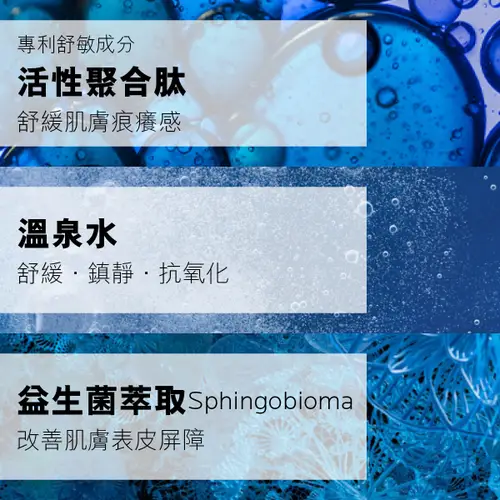 專利舒敏成分
活性聚合肽
舒緩肌膚痕癢感
溫泉水
舒緩．鎮靜．抗氧化
益生菌萃取Sphingobioma
改善肌膚表皮屏障